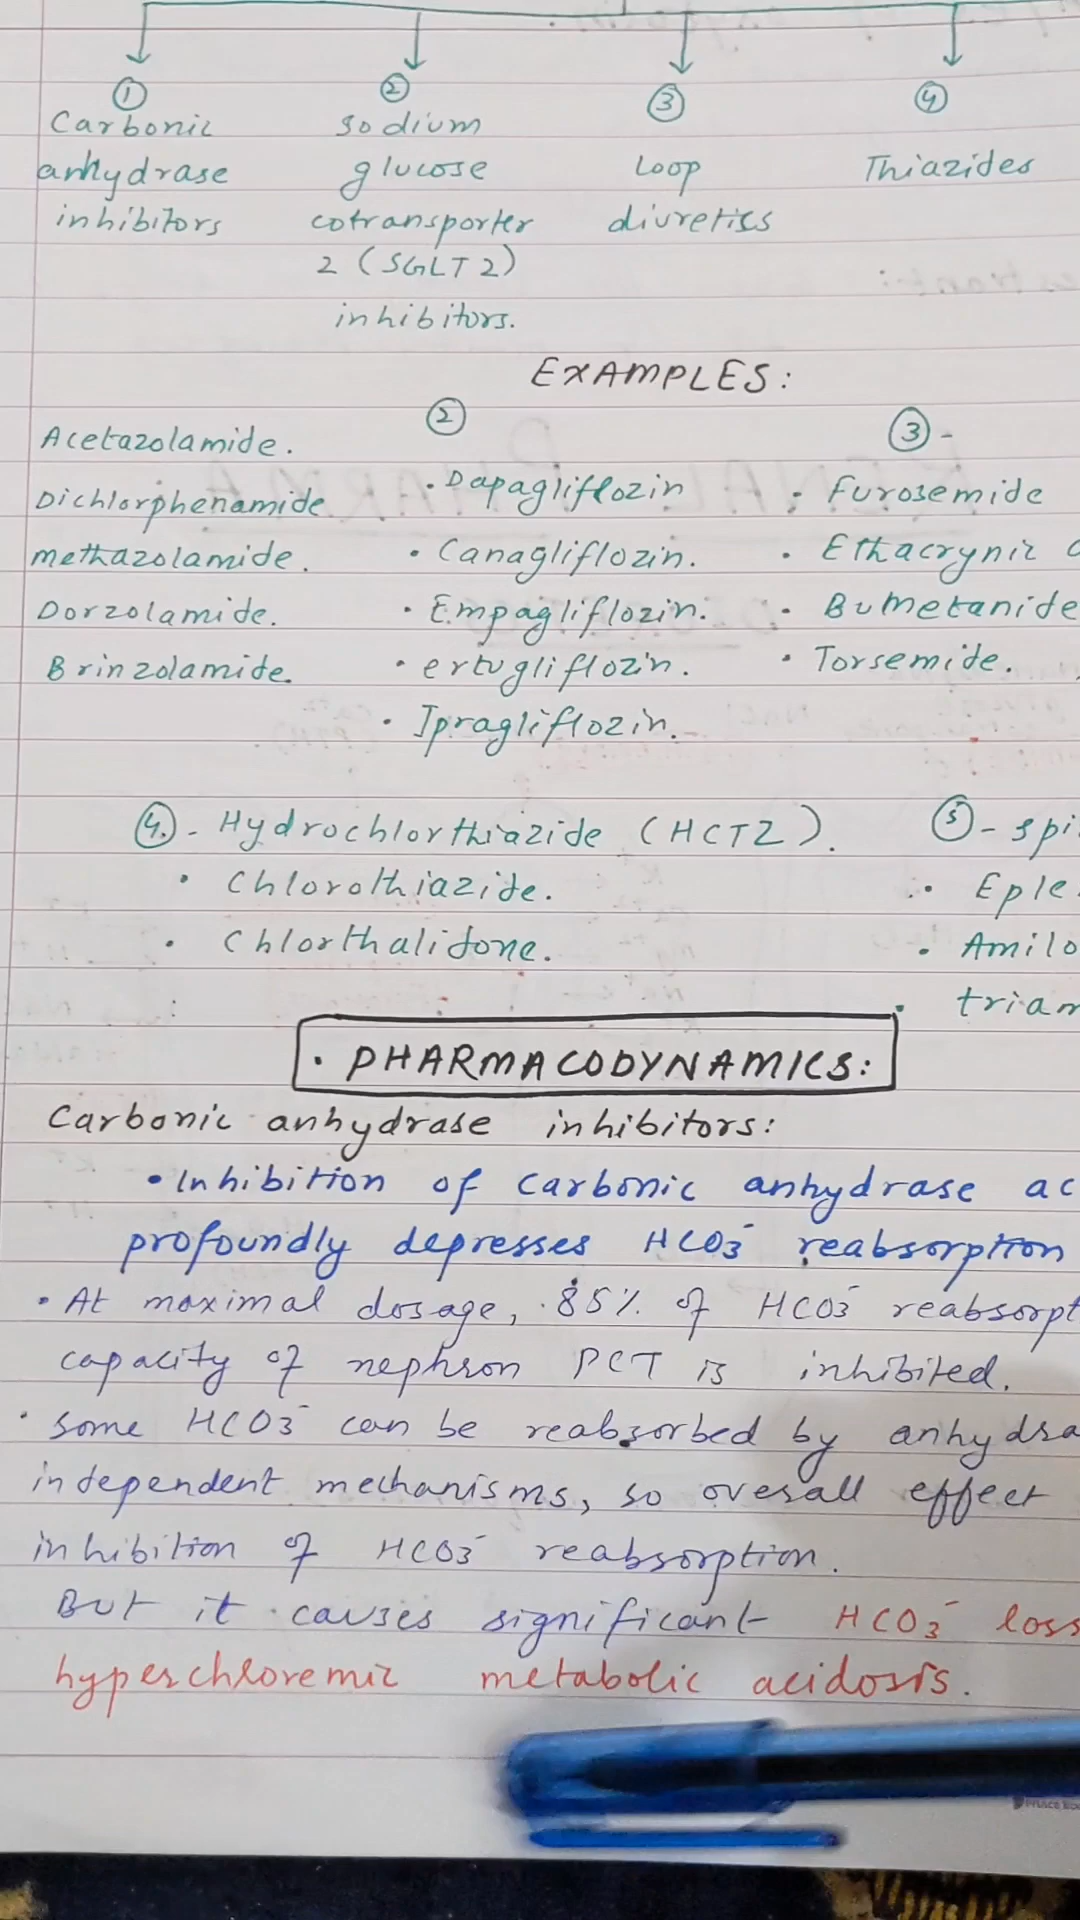 ① ② ③ ④
Carbonic sodium
anhydrase glucose Loop Thiazides
inhibitors cotransporter diuretics
2 (SGLT2)
inhibitors.
EXAMPLES:
② ③ -
Acetazolamide.
Dichlorphenamide • Dapagliflozin • Furosemide
methazolamide. • Canagliflozin. • Ethacrynic
Dorzolamide. • Empagliflozin. • Bumetanide
Brinzolamide. • ertugliflozin. • Torsemide.
• Ipragliflozin.
④. - Hydrochlorthiazide (HCTZ). ⑤ - spi
• Chlorothiazide. • Eple
• Chlorthalidone. • Amilo
• triam
• PHARMACODYNAMICS:
Carbonic anhydrase inhibitors:
• Inhibition of carbonic anhydrase ac
profoundly depresses HCO3⁻ reabsorption
• At maximal dosage, 85% of HCO3⁻ reabsorpt
capacity of nephron PCT is inhibited.
• some HCO3⁻ can be reabsorbed by anhydra
independent mechanisms, so overall effect
inhibition of HCO3⁻ reabsorption.
But it causes significant HCO3⁻ loss
hyperchloremic metabolic acidosis.